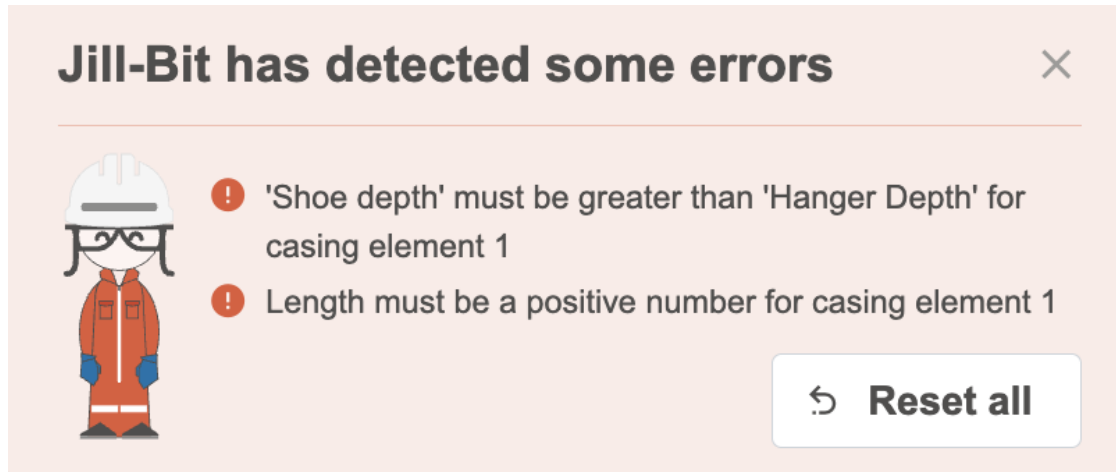 Jill-Bit has detected some errors
'Shoe depth' must be greater than 'Hanger Depth' for
casing element 1
Length must be a positive number for casing element 1
Reset all